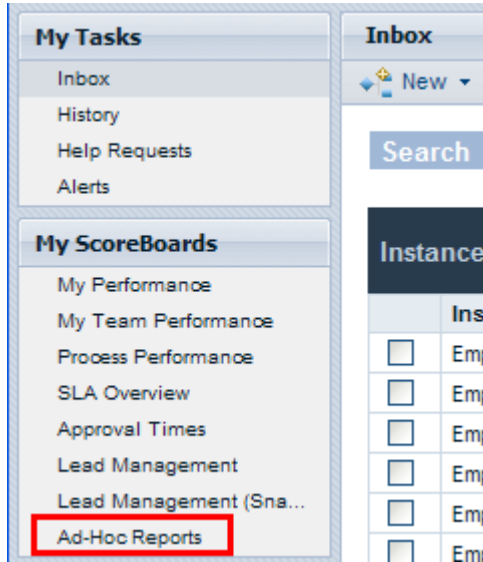 My Tasks
Inbox
History
Help Requests
Alerts
My ScoreBoards
My Performance
My Team Performance
Process Performance
SLA Overview
Approval Times
Lead Management
Lead Management (Sna...
Ad-Hoc Reports
Inbox
New
Search
Instance
Ins
Emp
Emp
Emp
Emp
Emp
Emp